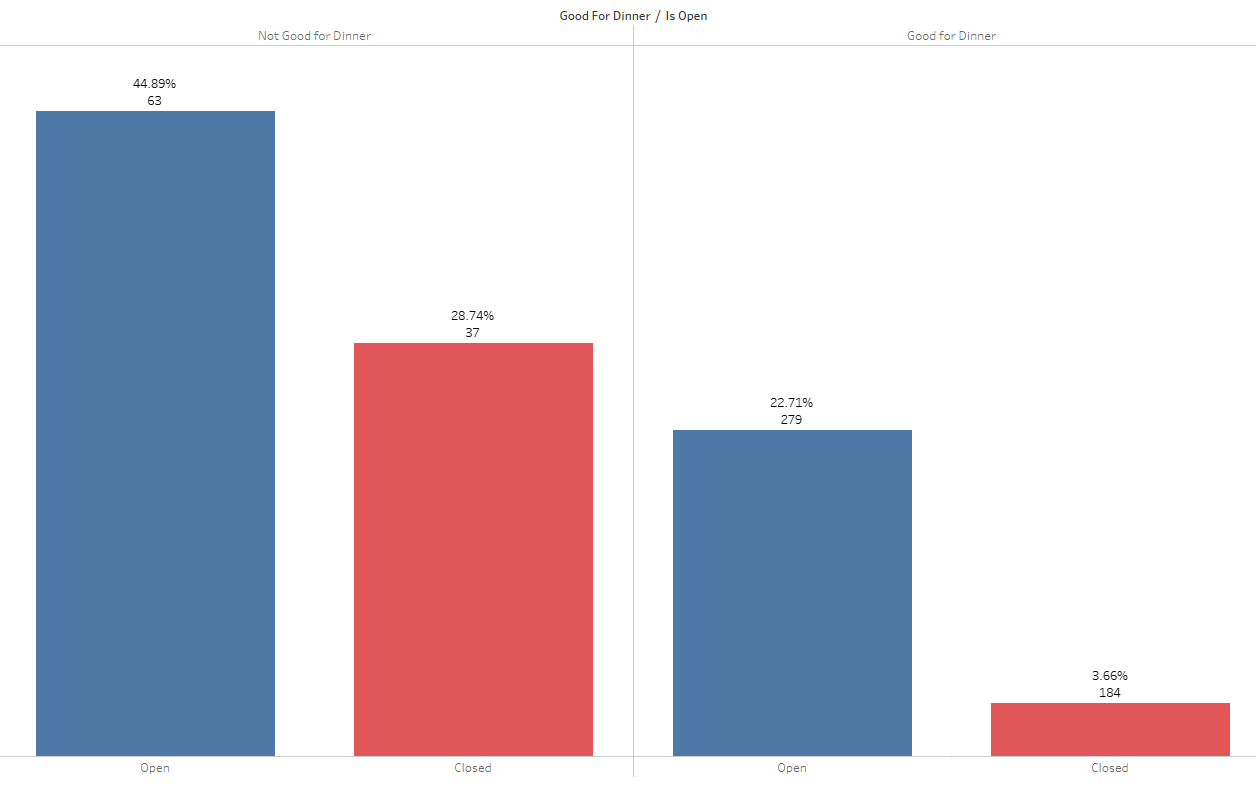 Good For Dinner / Is Open
Not Good for Dinner
Good for Dinner
44.89%
63
28.74%
37
22.71%
279
3.66%
184
Open
Closed
Open
Closed